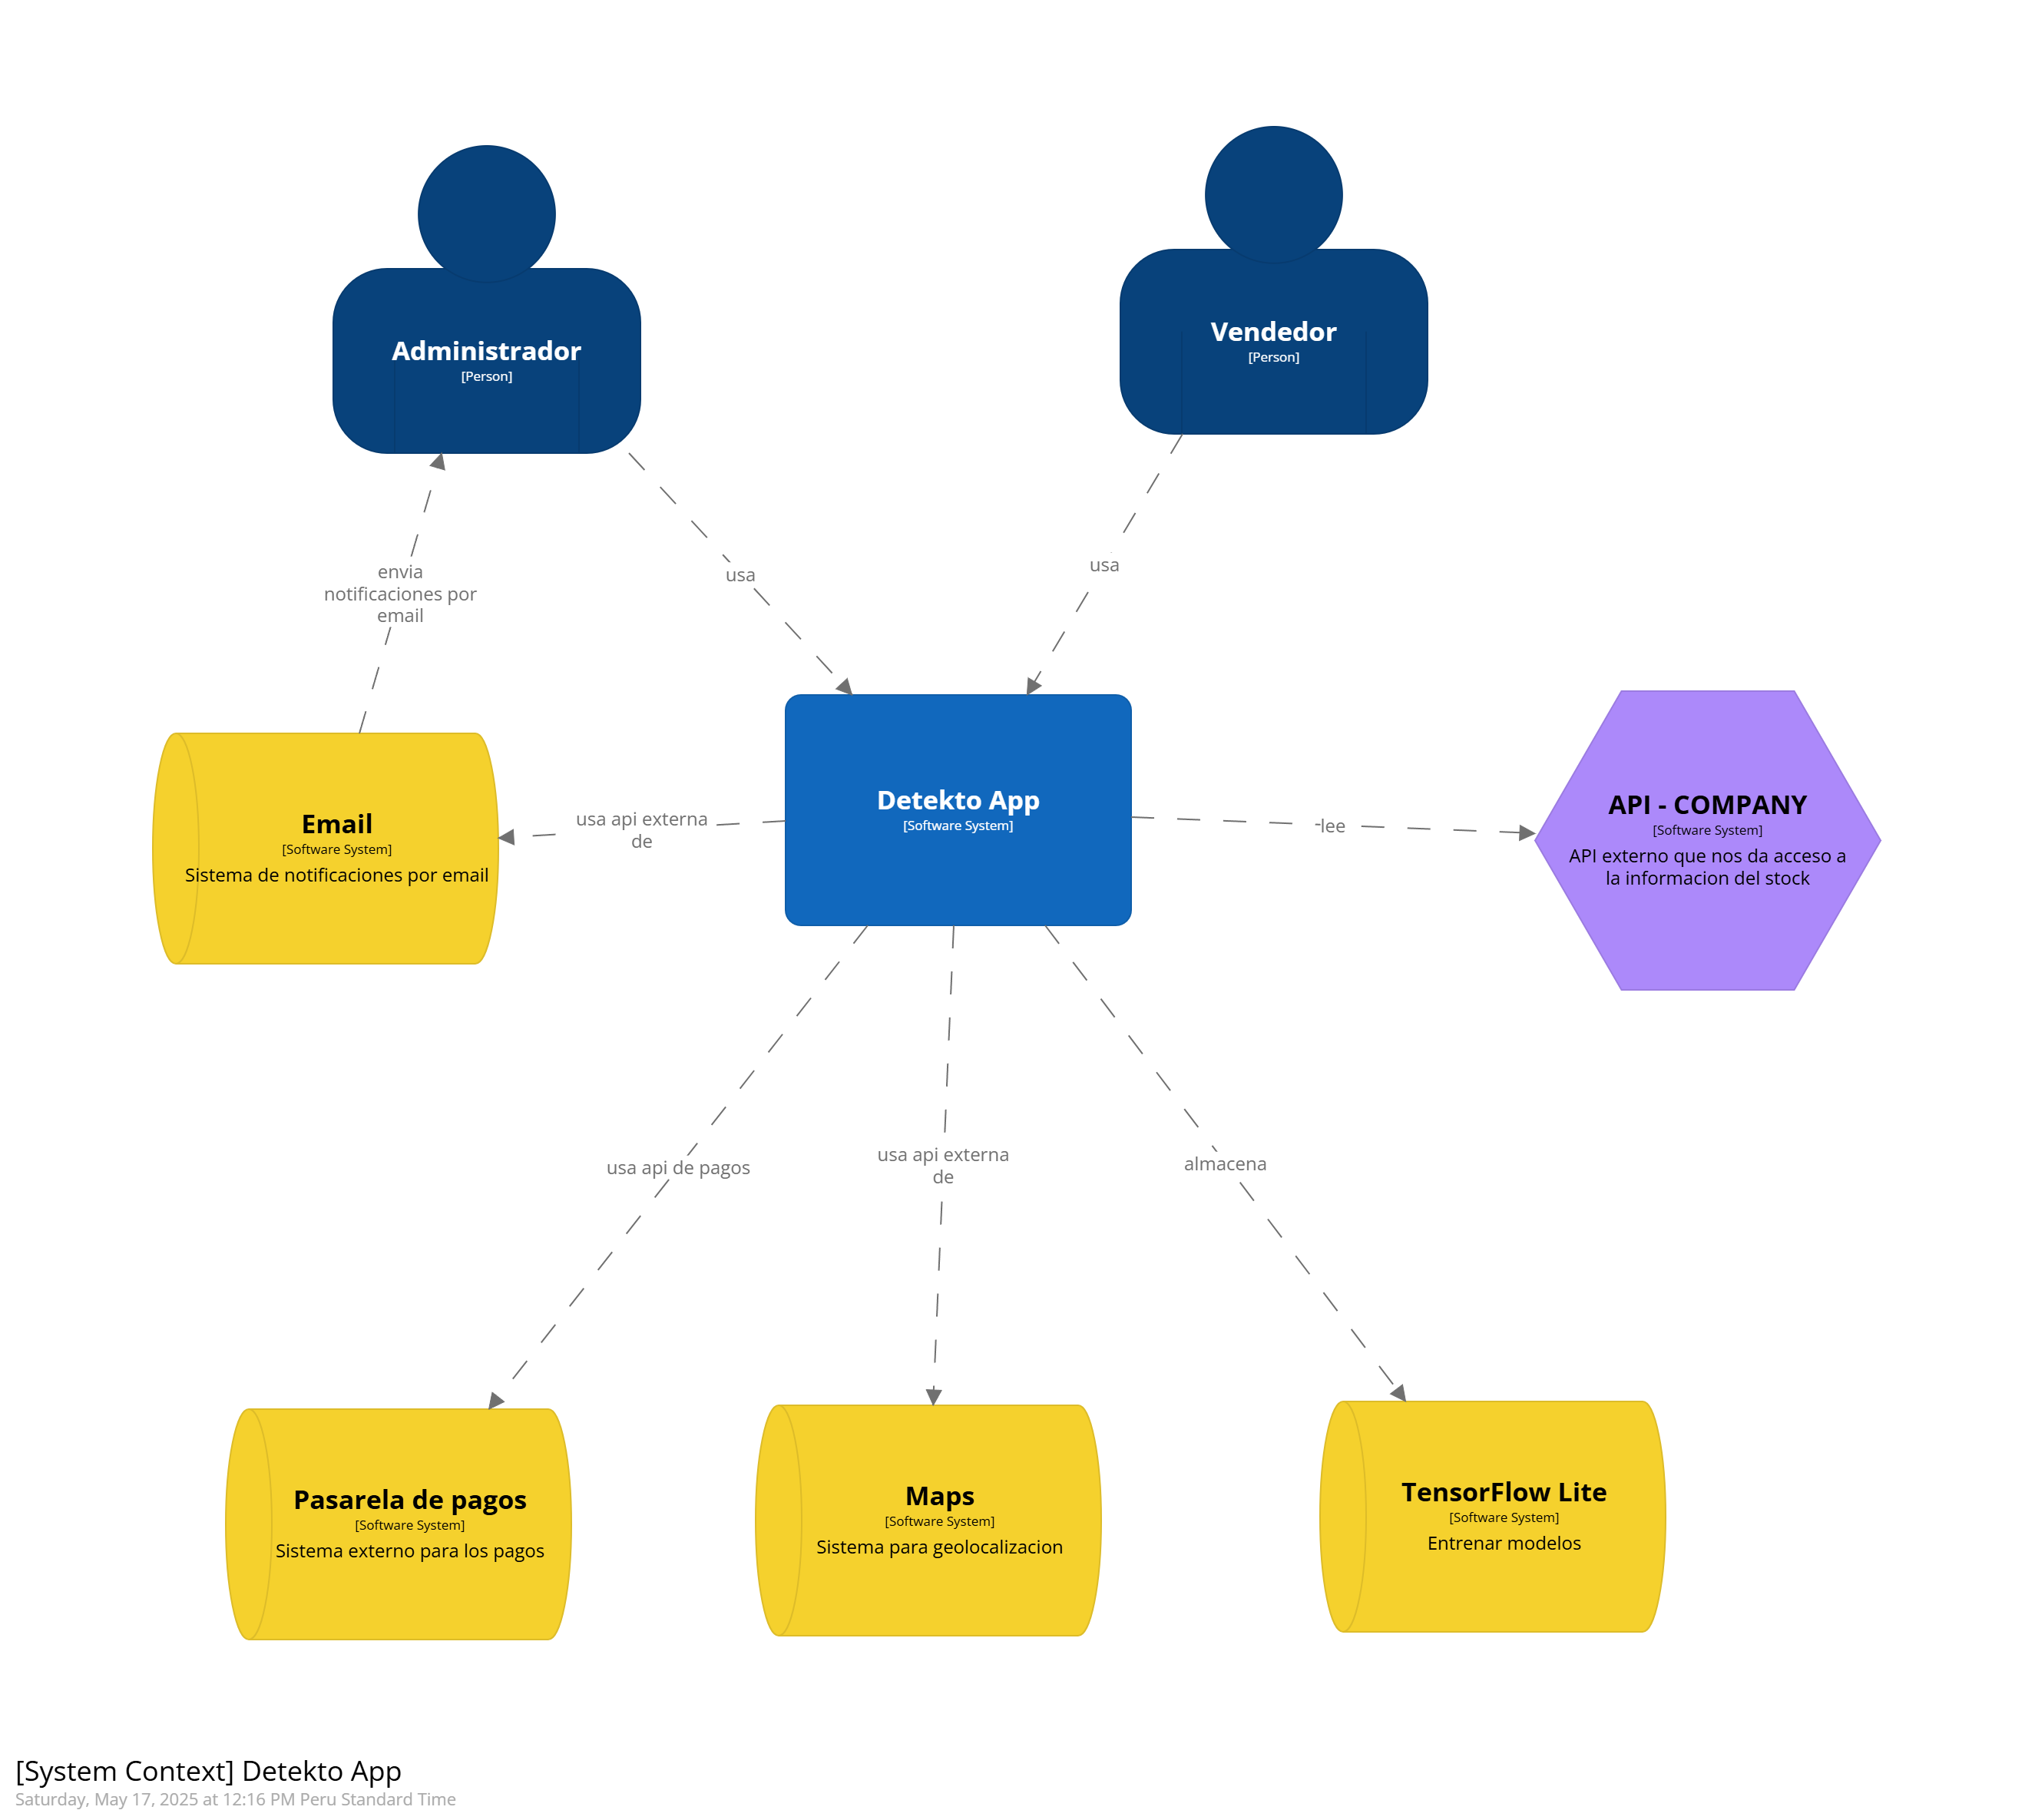 Administrador
[Person]
Vendedor
[Person]
envia
notificaciones por
email
usa
usa
Email
[Software System]
Sistema de notificaciones por email
usa api externa
de
Detekto App
[Software System]
lee
API - COMPANY
[Software System]
API externo que nos da acceso a
la informacion del stock
usa api de pagos
usa api externa
de
almacena
Pasarela de pagos
[Software System]
Sistema externo para los pagos
Maps
[Software System]
Sistema para geolocalizacion
TensorFlow Lite
[Software System]
Entrenar modelos
[System Context] Detekto App
Saturday, May 17, 2025 at 12:16 PM Peru Standard Time